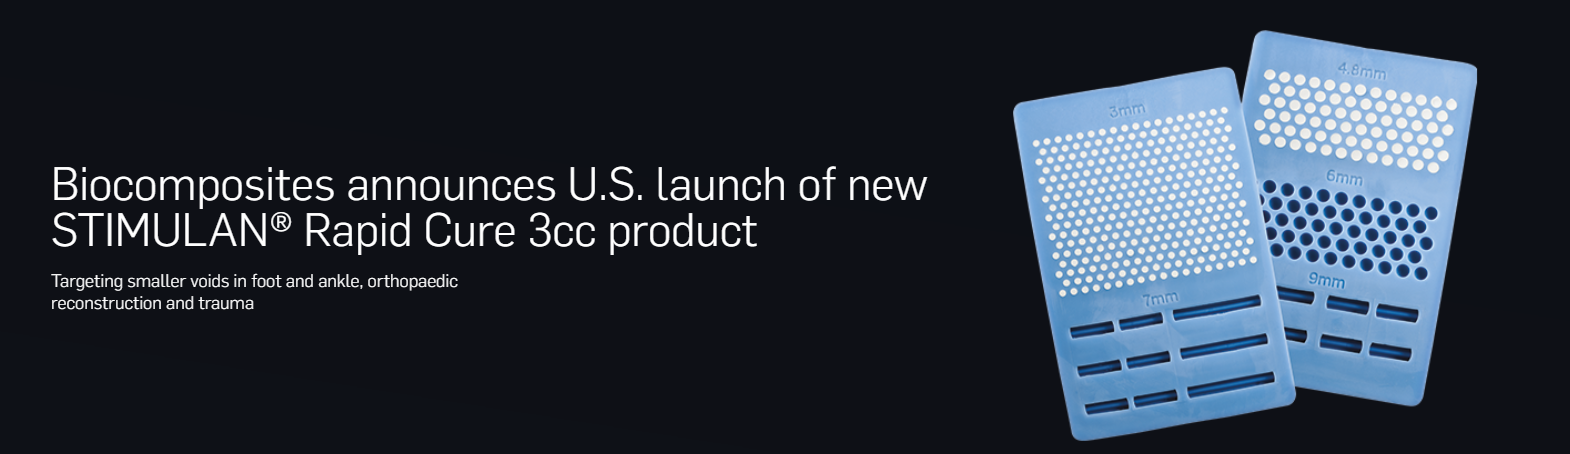 Biocomposites announces U.S. launch of new
STIMULAN® Rapid Cure 3cc product
Targeting smaller voids in foot and ankle, orthopaedic
reconstruction and trauma
3mm
7mm
4.8mm
6mm
9mm